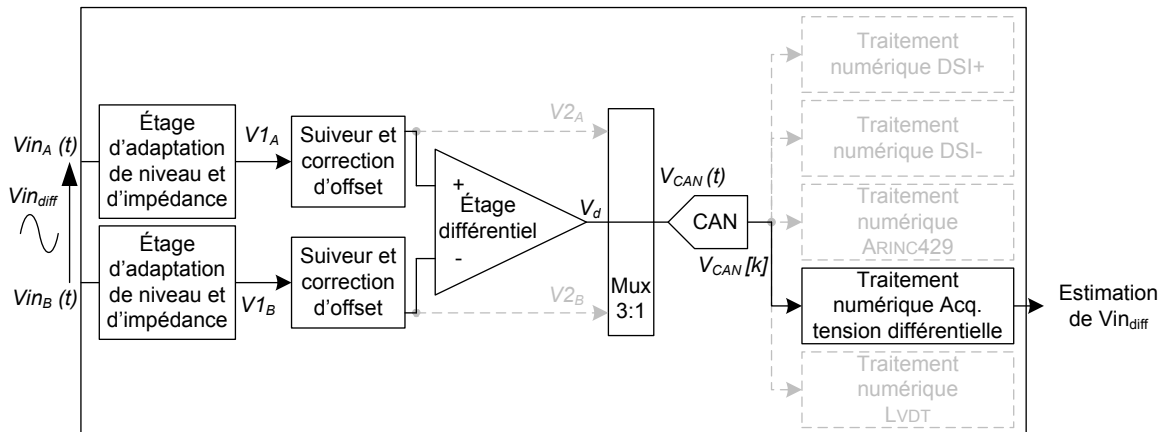 Traitement
numérique DSI+
Étage
d'adaptation
de niveau et
d'impédance
Vin_A (t)
V1_A
Suiveur et
correction
d'offset
V2_A
Traitement
numérique DSI-
Vin_diff
+
Étage
différentiel
-
V_d
V_CAN (t)
CAN
V_CAN [k]
Traitement
numérique
ARINC429
Étage
d'adaptation
de niveau et
d'impédance
Vin_B (t)
V1_B
Suiveur et
correction
d'offset
V2_B
Mux
3:1
Traitement
numérique Acq.
tension différentielle
Estimation
de Vin_diff
Traitement
numérique
LVDT